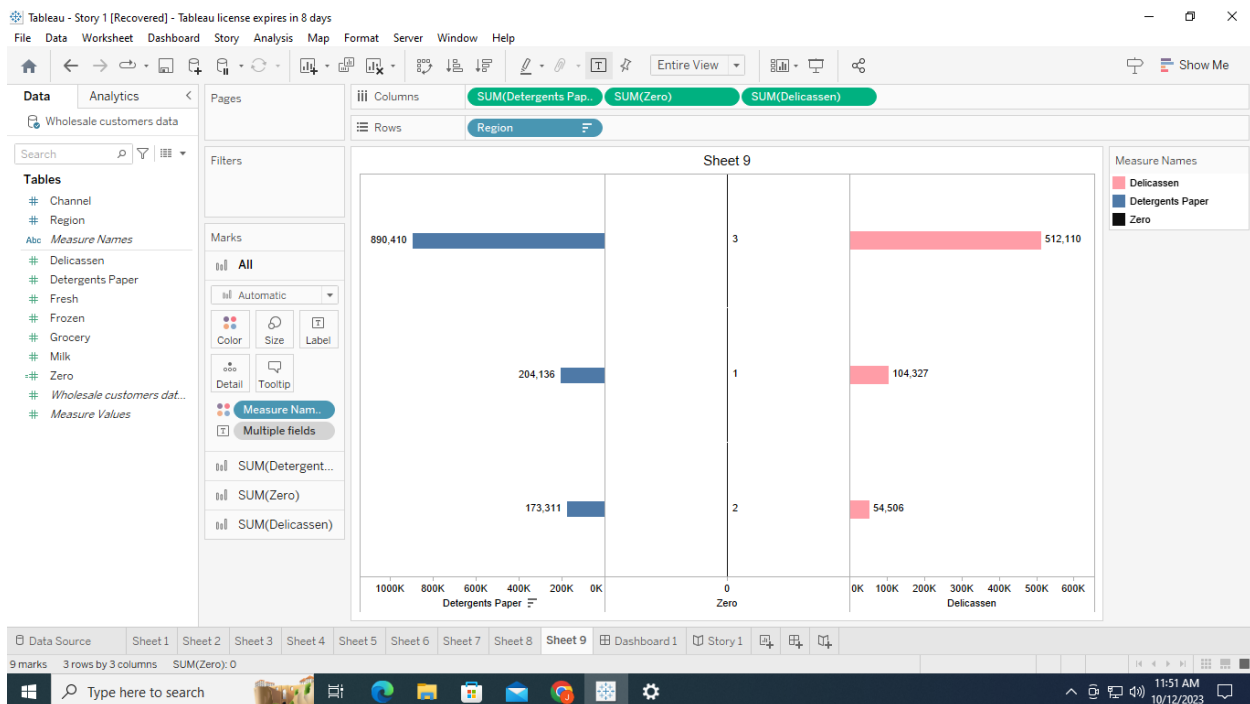 Tableau - Story 1 [Recovered] - Tableau license expires in 8 days
File Data Worksheet Dashboard Story Analysis Map Format Server Window Help
Entire View
Show Me
Data Analytics
Wholesale customers data
Search
Tables
# Channel
# Region
Abc Measure Names
# Delicassen
# Detergents Paper
# Fresh
# Frozen
# Grocery
# Milk
=# Zero
# Wholesale customers dat...
# Measure Values
Pages
Filters
Marks
All
Automatic
Color Size Label
Detail Tooltip
Measure Nam..
Multiple fields
SUM(Detergent...
SUM(Zero)
SUM(Delicassen)
Columns SUM(Detergents Pap.. SUM(Zero) SUM(Delicassen)
Rows Region
Sheet 9
890,410 3 512,110
204,136 1 104,327
173,311 2 54,506
1000K 800K 600K 400K 200K 0K 0 0K 100K 200K 300K 400K 500K 600K
Detergents Paper Zero Delicassen
Measure Names
Delicassen
Detergents Paper
Zero
Data Source Sheet 1 Sheet 2 Sheet 3 Sheet 4 Sheet 5 Sheet 6 Sheet 7 Sheet 8 Sheet 9 Dashboard 1 Story 1
9 marks 3 rows by 3 columns SUM(Zero): 0
Type here to search
11:51 AM
10/12/2023